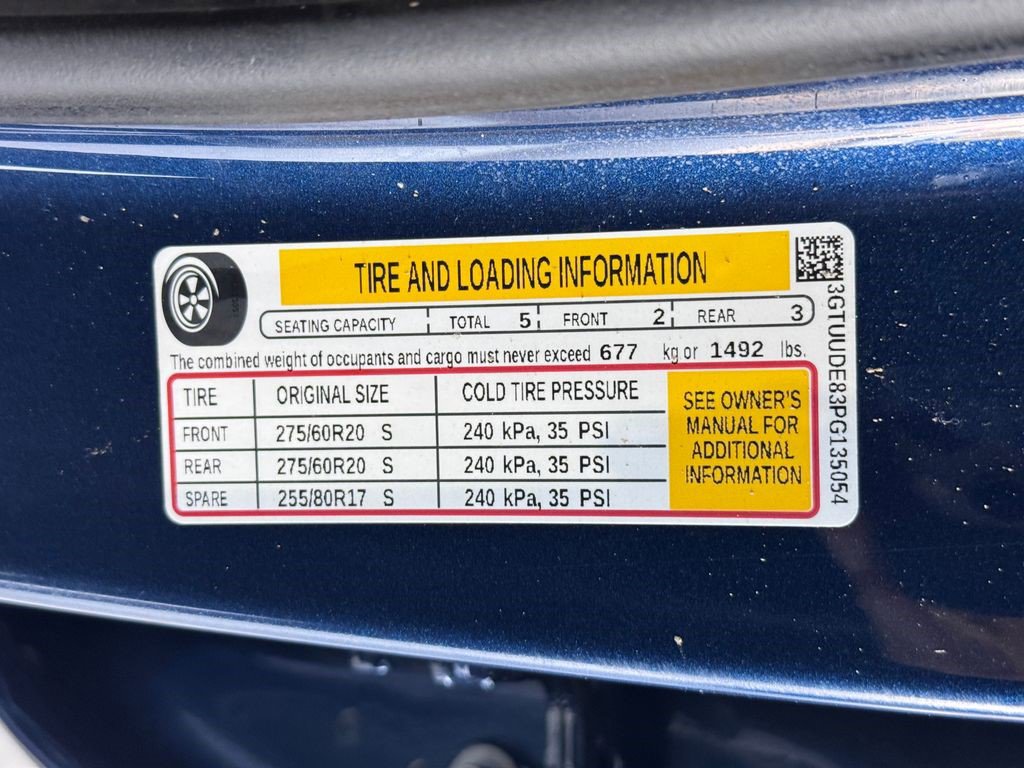 TIRE AND LOADING INFORMATION
SEATING CAPACITY TOTAL 5 FRONT 2 REAR 3
The combined weight of occupants and cargo must never exceed 677 kg or 1492 lbs.
TIRE ORIGINAL SIZE COLD TIRE PRESSURE
FRONT 275/60R20 S 240 kPa, 35 PSI
REAR 275/60R20 S 240 kPa, 35 PSI
SPARE 255/80R17 S 240 kPa, 35 PSI
SEE OWNER'S
MANUAL FOR
ADDITIONAL
INFORMATION
3GTUUDE83PG135054